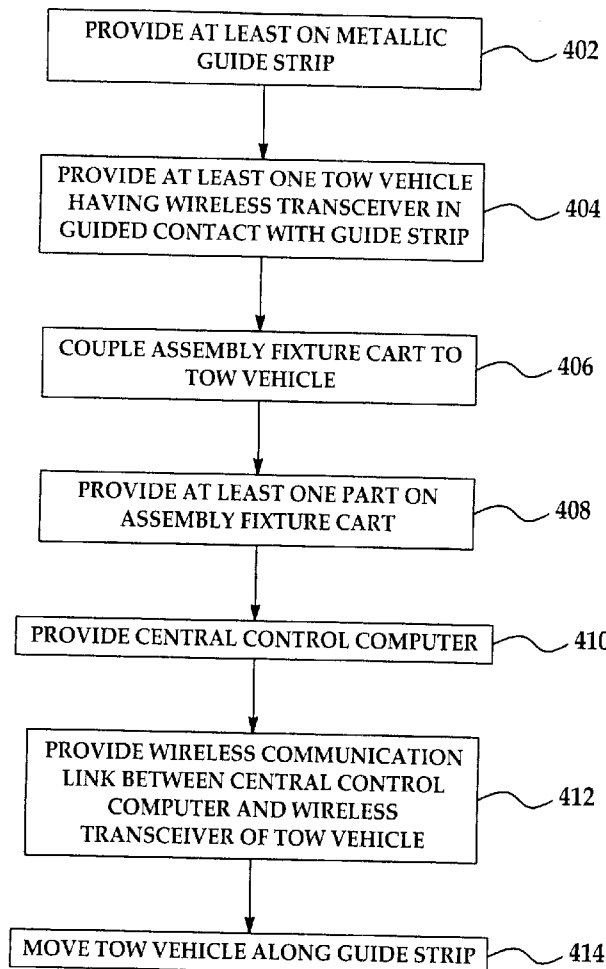 PROVIDE AT LEAST ON METALLIC
GUIDE STRIP
402
PROVIDE AT LEAST ONE TOW VEHICLE
HAVING WIRELESS TRANSCEIVER IN
GUIDED CONTACT WITH GUIDE STRIP
404
COUPLE ASSEMBLY FIXTURE CART TO
TOW VEHICLE
406
PROVIDE AT LEAST ONE PART ON
ASSEMBLY FIXTURE CART
408
PROVIDE CENTRAL CONTROL COMPUTER
410
PROVIDE WIRELESS COMMUNICATION
LINK BETWEEN CENTRAL CONTROL
COMPUTER AND WIRELESS
TRANSCEIVER OF TOW VEHICLE
412
MOVE TOW VEHICLE ALONG GUIDE STRIP
414